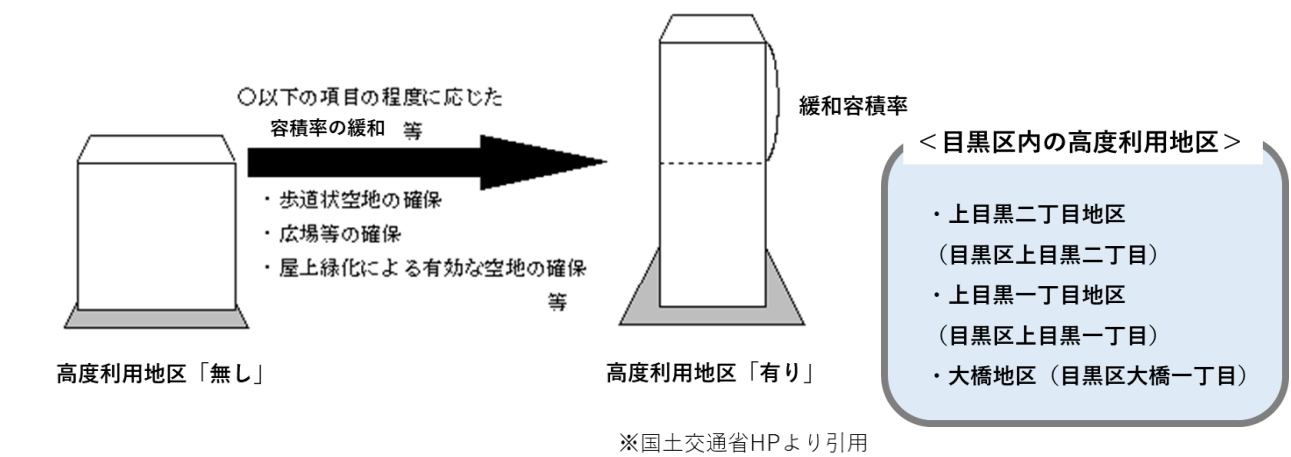 ○以下の項目の程度に応じた
容積率の緩和 等
・歩道状空地の確保
・広場等の確保
・屋上緑化による有効な空地の確保
等
高度利用地区「無し」
緩和容積率
高度利用地区「有り」
＜目黒区内の高度利用地区＞
・上目黒二丁目地区
（目黒区上目黒二丁目）
・上目黒一丁目地区
（目黒区上目黒一丁目）
・大橋地区（目黒区大橋一丁目）
※国土交通省HPより引用